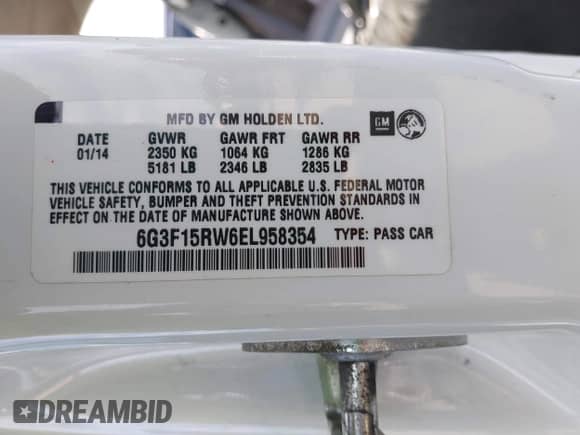 MFD BY GM HOLDEN LTD.
GM
DATE GVWR GAWR FRT GAWR RR
01/14 2350 KG 1064 KG 1286 KG
5181 LB 2346 LB 2835 LB
THIS VEHICLE CONFORMS TO ALL APPLICABLE U.S. FEDERAL MOTOR
VEHICLE SAFETY, BUMPER AND THEFT PREVENTION STANDARDS IN
EFFECT ON THE DATE OF MANUFACTURE SHOWN ABOVE.
6G3F15RW6EL958354 TYPE: PASS CAR
DREAMBID